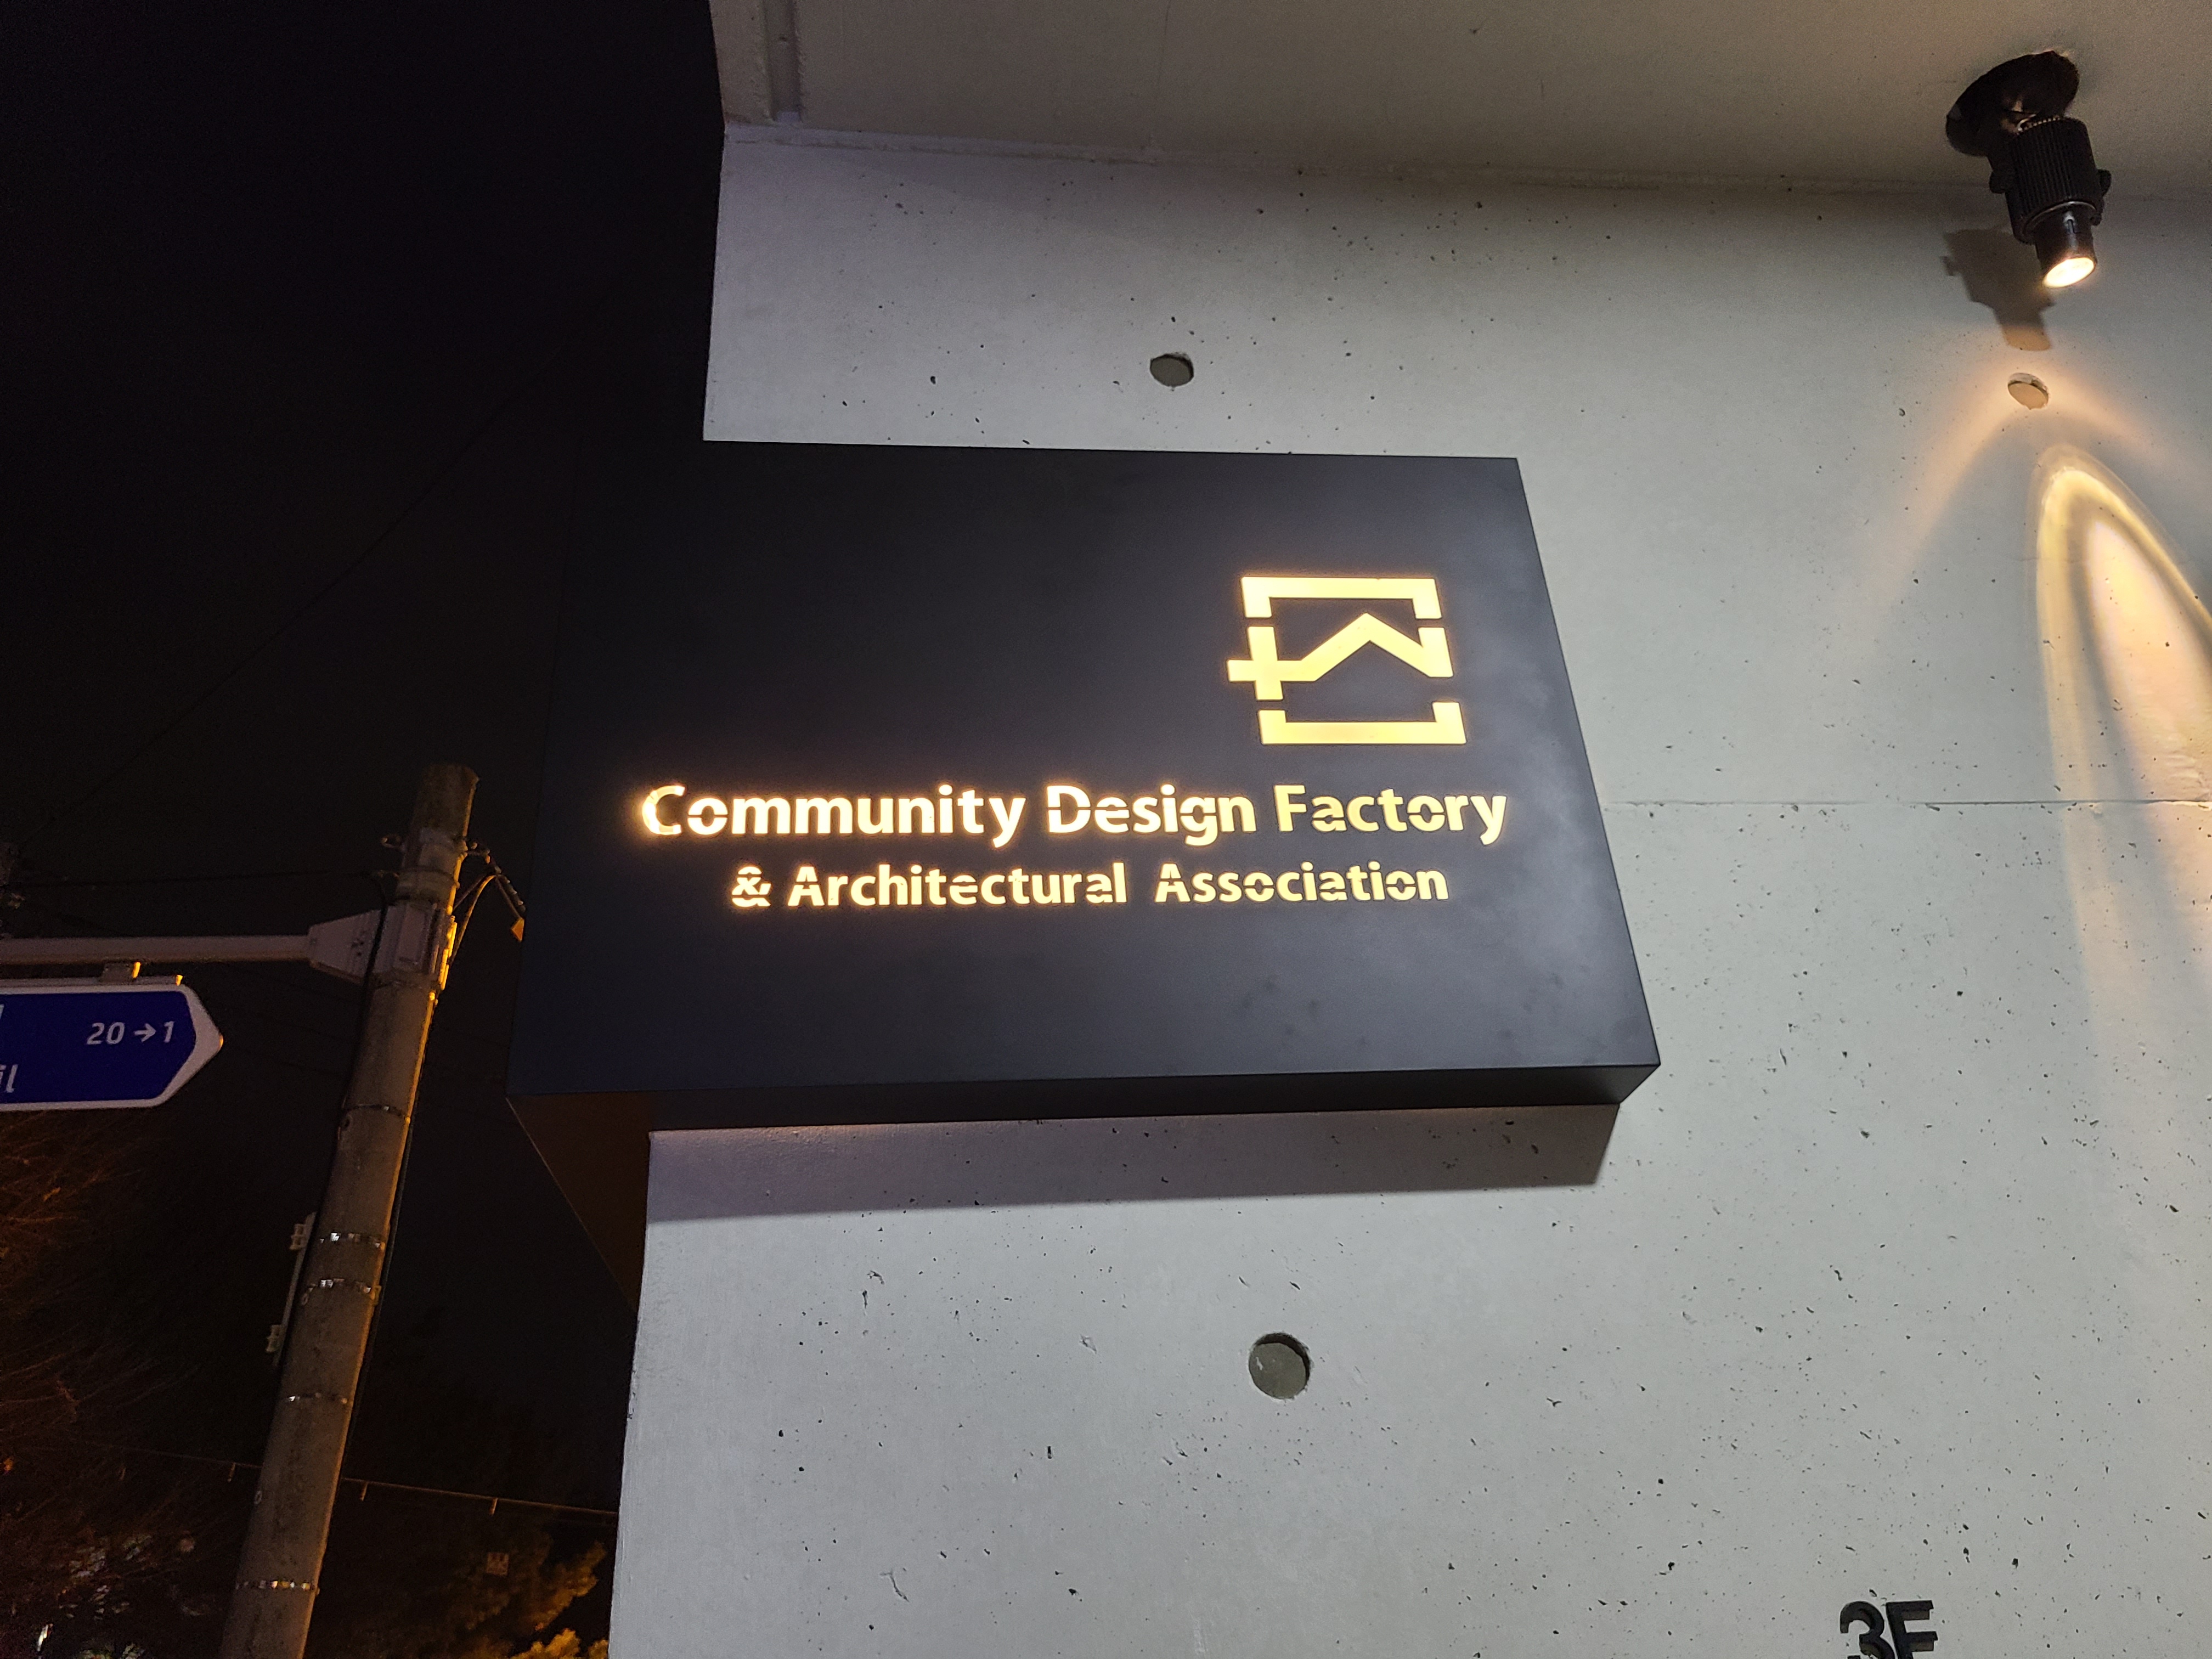 Community Design Factory
& Architectural Association
20→1
3F